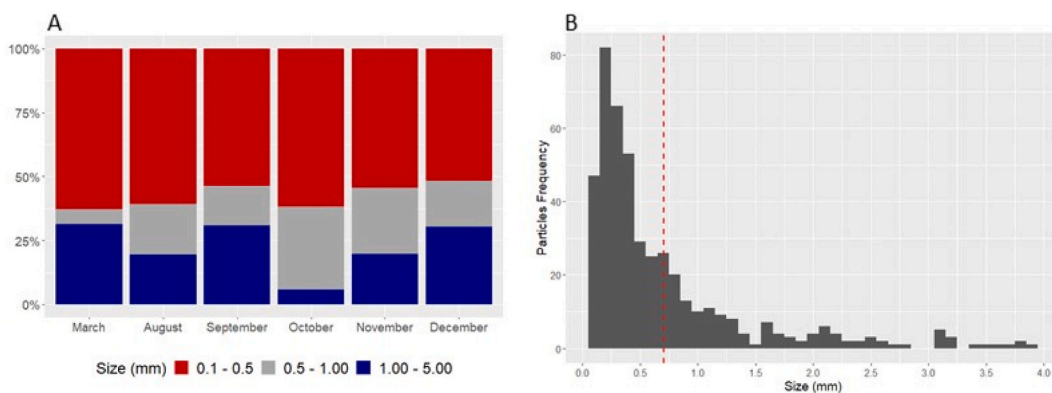 A
100%
75%
50%
25%
0%
March August September October November December
Size (mm) 0.1 - 0.5 0.5 - 1.00 1.00 - 5.00
B
Particles Frequency
80
60
40
20
0
0.0 0.5 1.0 1.5 2.0 2.5 3.0 3.5 4.0
Size (mm)